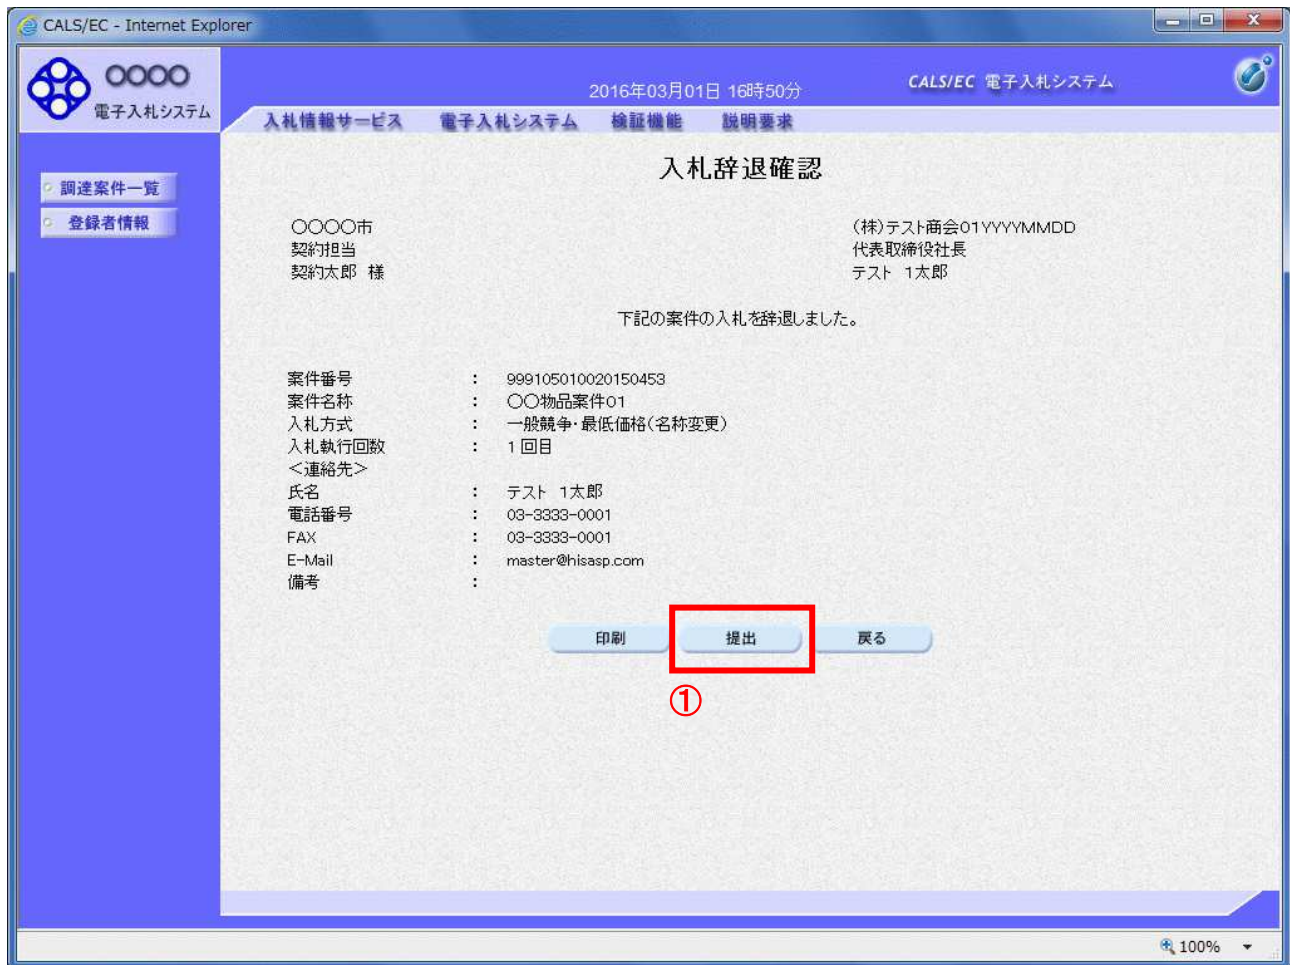 CALS/EC - Internet Explorer
〇〇〇〇
電子入札システム
2016年03月01日 16時50分
CALS/EC 電子入札システム
入札情報サービス 電子入札システム 検証機能 説明要求
調達案件一覧
登録者情報
入札辞退確認
〇〇〇〇市
契約担当
契約太郎 様
(株)テスト商会01YYYYMMDD
代表取締役社長
テスト 1太郎
下記の案件の入札を辞退しました。
案件番号 : 999105010020150453
案件名称 : 〇〇物品案件01
入札方式 : 一般競争・最低価格(名称変更)
入札執行回数 : 1回目
<連絡先>
氏名 : テスト 1太郎
電話番号 : 03-3333-0001
FAX : 03-3333-0001
E-Mail : master@hisasp.com
備考 :
印刷 提出 戻る
①
100%